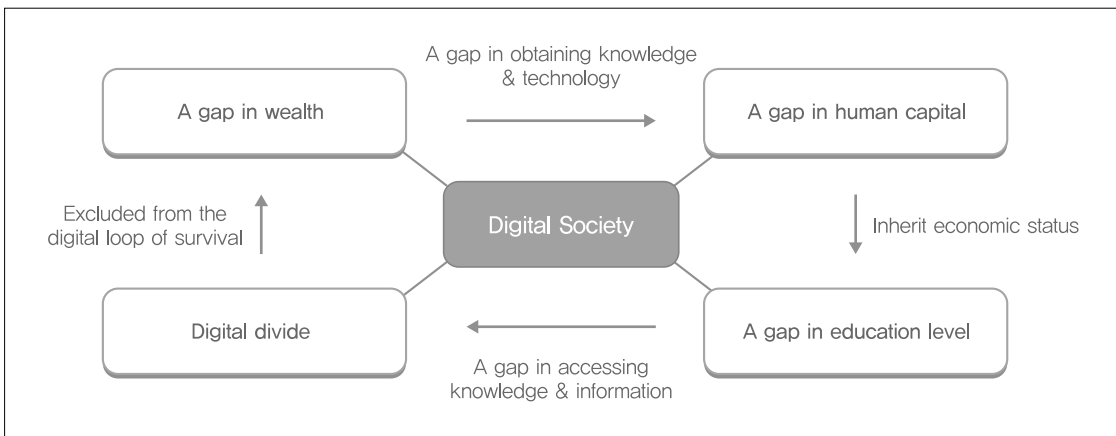 A gap in obtaining knowledge
& technology
A gap in wealth
A gap in human capital
Excluded from the
digital loop of survival
Digital Society
Inherit economic status
Digital divide
A gap in education level
A gap in accessing
knowledge & information